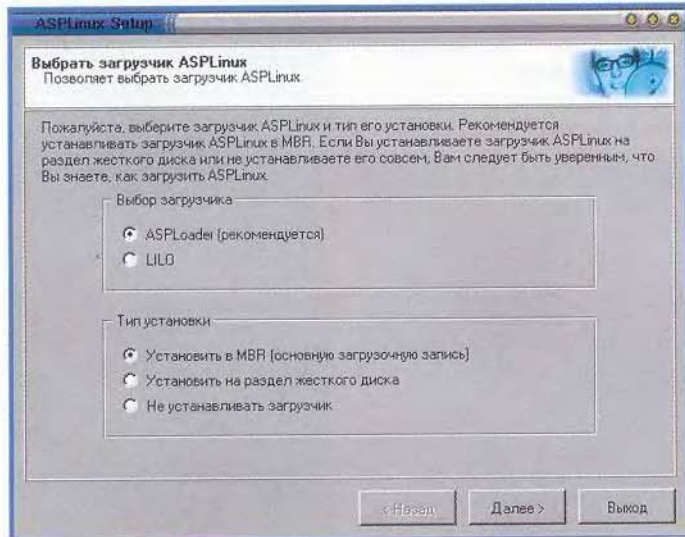 ASPLinux Setup
Выбрать загрузчик ASPLinux
Позволяет выбрать загрузчик ASPLinux.
Пожалуйста, выберите загрузчик ASPLinux и тип его установки. Рекомендуется
устанавливать загрузчик ASPLinux в MBR. Если Вы устанавливаете загрузчик ASPLinux на
раздел жесткого диска или не устанавливаете его совсем, Вам следует быть уверенным, что
Вы знаете, как загрузить ASPLinux.
Выбор загрузчика
ASPLoader (рекомендуется)
LILO
Тип установки
Установить в MBR (основную загрузочную запись)
Установить на раздел жесткого диска
Не устанавливать загрузчик
< Назад
Далее >
Выход